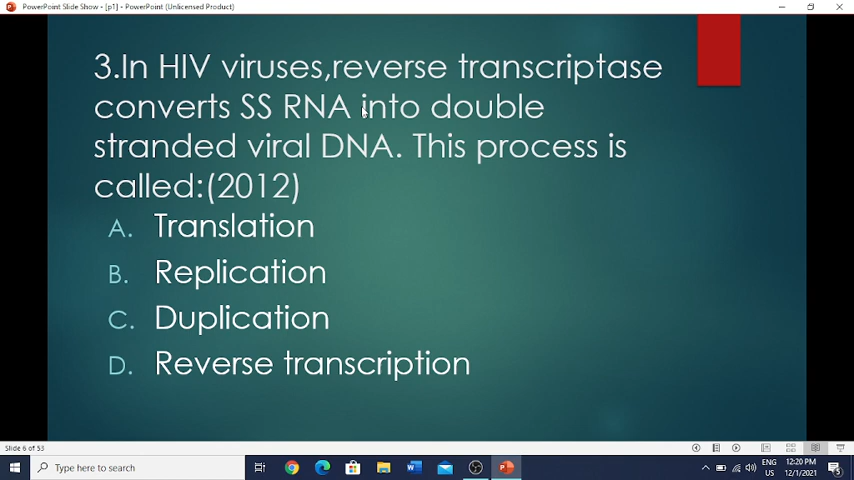 PowerPoint Slide Show - [p1] - PowerPoint (Unlicensed Product)
3.In HIV viruses,reverse transcriptase
converts SS RNA into double
stranded viral DNA. This process is
called:(2012)
A. Translation
B. Replication
C. Duplication
D. Reverse transcription
Slide 6 of 53
Type here to search
ENG
US
12:20 PM
12/1/2021